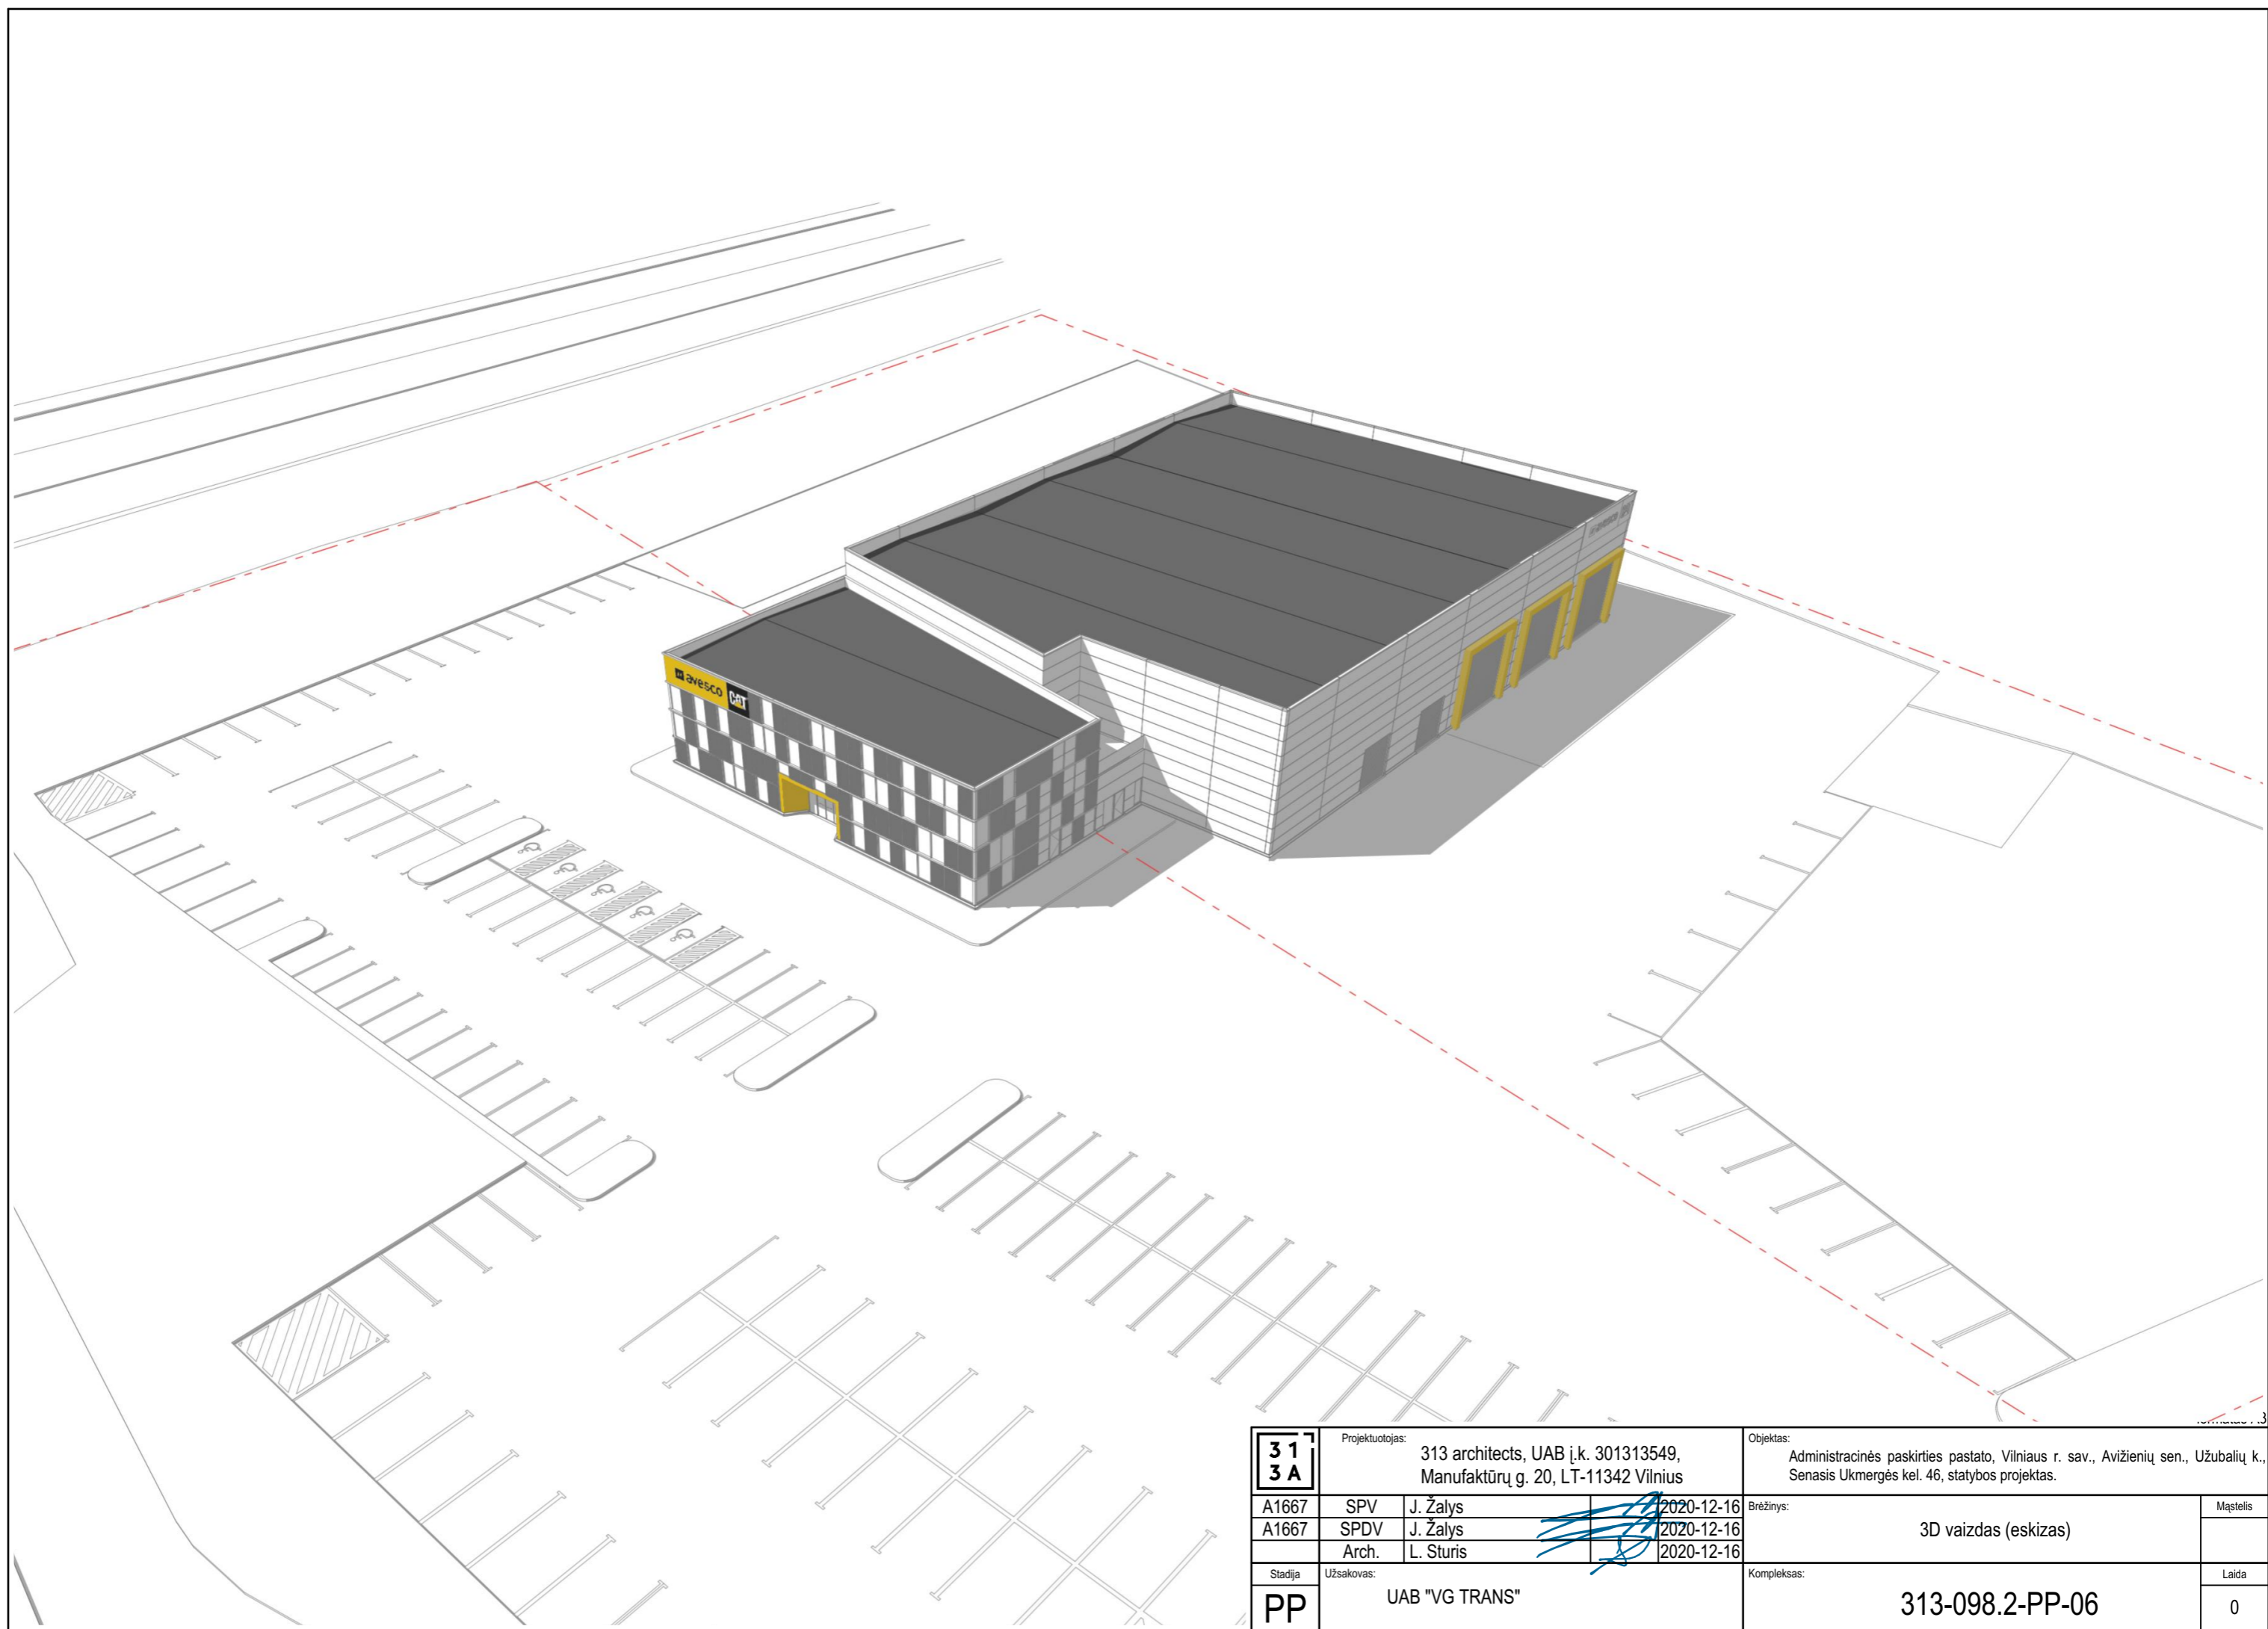 avesco CAT
31
3A
Projektuotojas:
313 architects, UAB į.k. 301313549,
Manufaktūrų g. 20, LT-11342 Vilnius
Objektas:
Administracinės paskirties pastato, Vilniaus r. sav., Avižienių sen., Užubalių k.,
Senasis Ukmergės kel. 46, statybos projektas.
A1667 SPV J. Žalys 2020-12-16
A1667 SPDV J. Žalys 2020-12-16
Arch. L. Sturis 2020-12-16
Brėžinys:
3D vaizdas (eskizas)
Mąstelis
Stadija
PP
Užsakovas:
UAB "VG TRANS"
Kompleksas:
313-098.2-PP-06
Laida
0